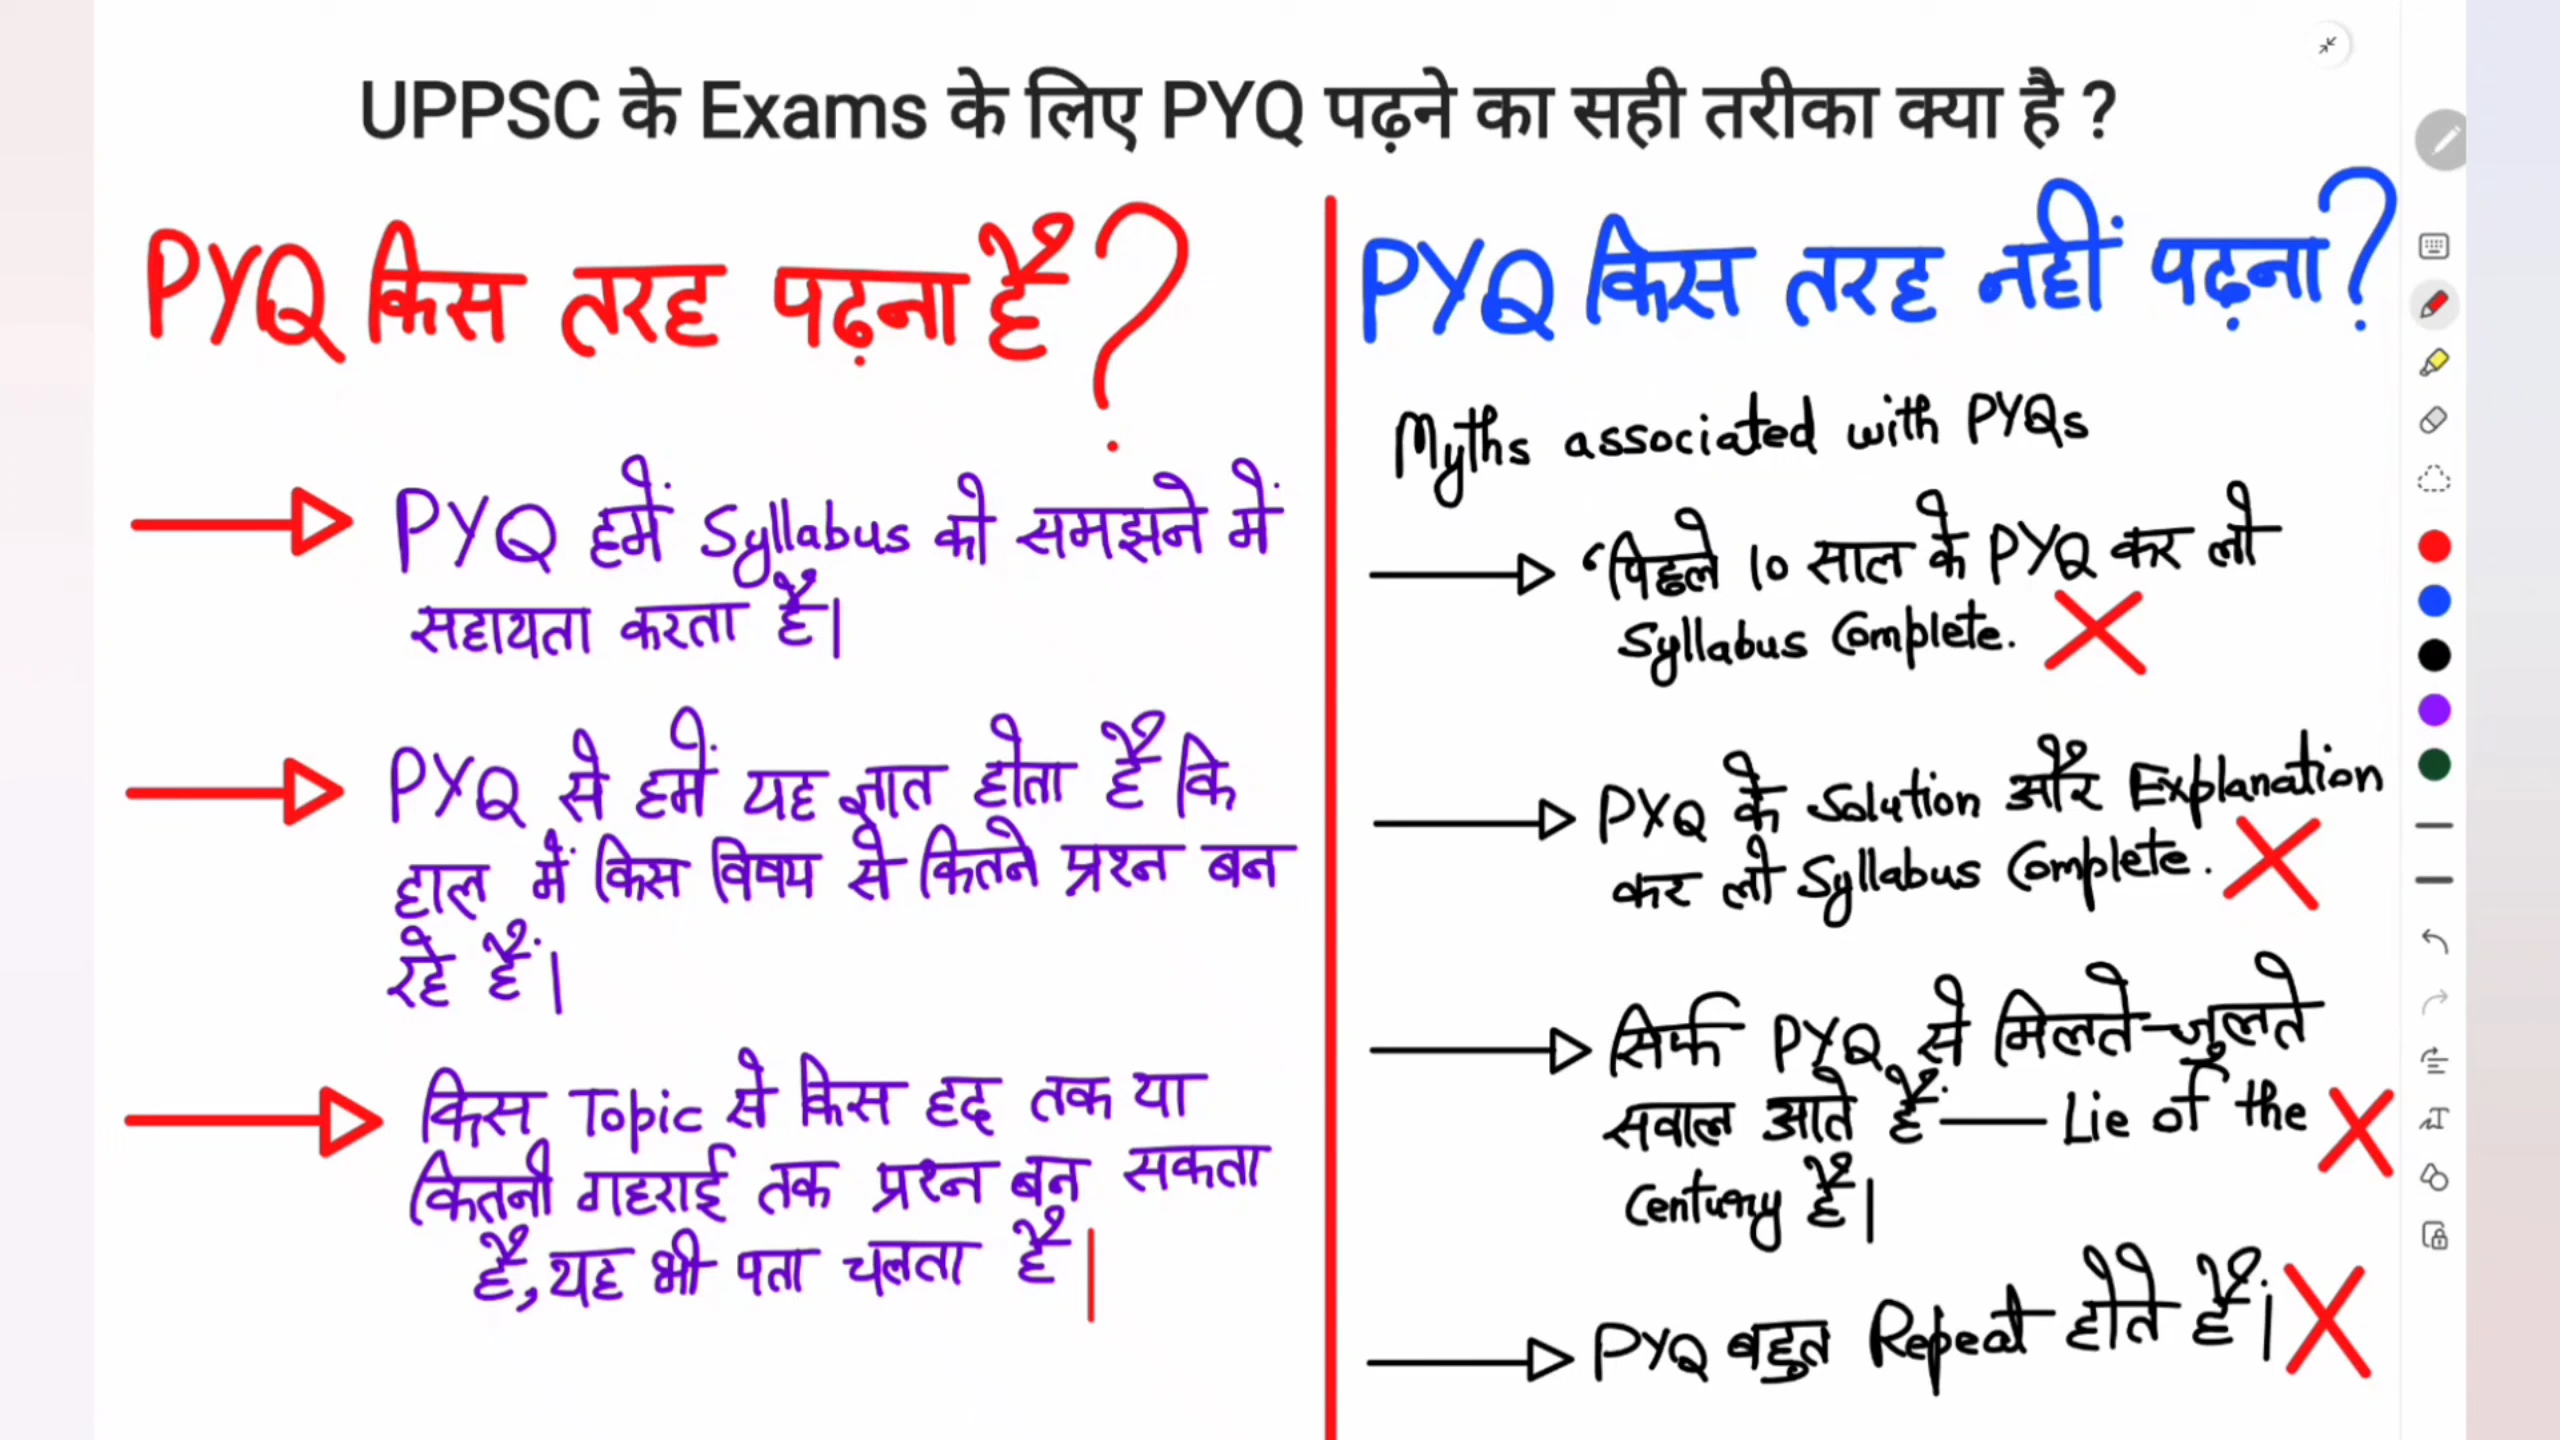 UPPSC के Exams के लिए PYQ पढ़ने का सही तरीका क्या है ?
PYQ किस तरह पढ़ना है?
PYQ हमें Syllabus को समझने में
सहायता करता है।
PYQ से हमें यह ज्ञात होता है कि
हाल में किस विषय से कितने प्रश्न बन
रहे हैं।
किस Topic से किस हद तक या
कितनी गहराई तक प्रश्न बन सकता
है, यह भी पता चलता है।
PYQ किस तरह नहीं पढ़ना?
Myths associated with PYQs
पिछले 10 साल के PYQ कर लो
Syllabus Complete.
PYQ के Solution और Explanation
कर लो Syllabus Complete.
सिर्फ PYQ से मिलते-जुलते
सवाल आते हैं — Lie of the
Century है।
PYQ बहुत Repeat होते हैं।